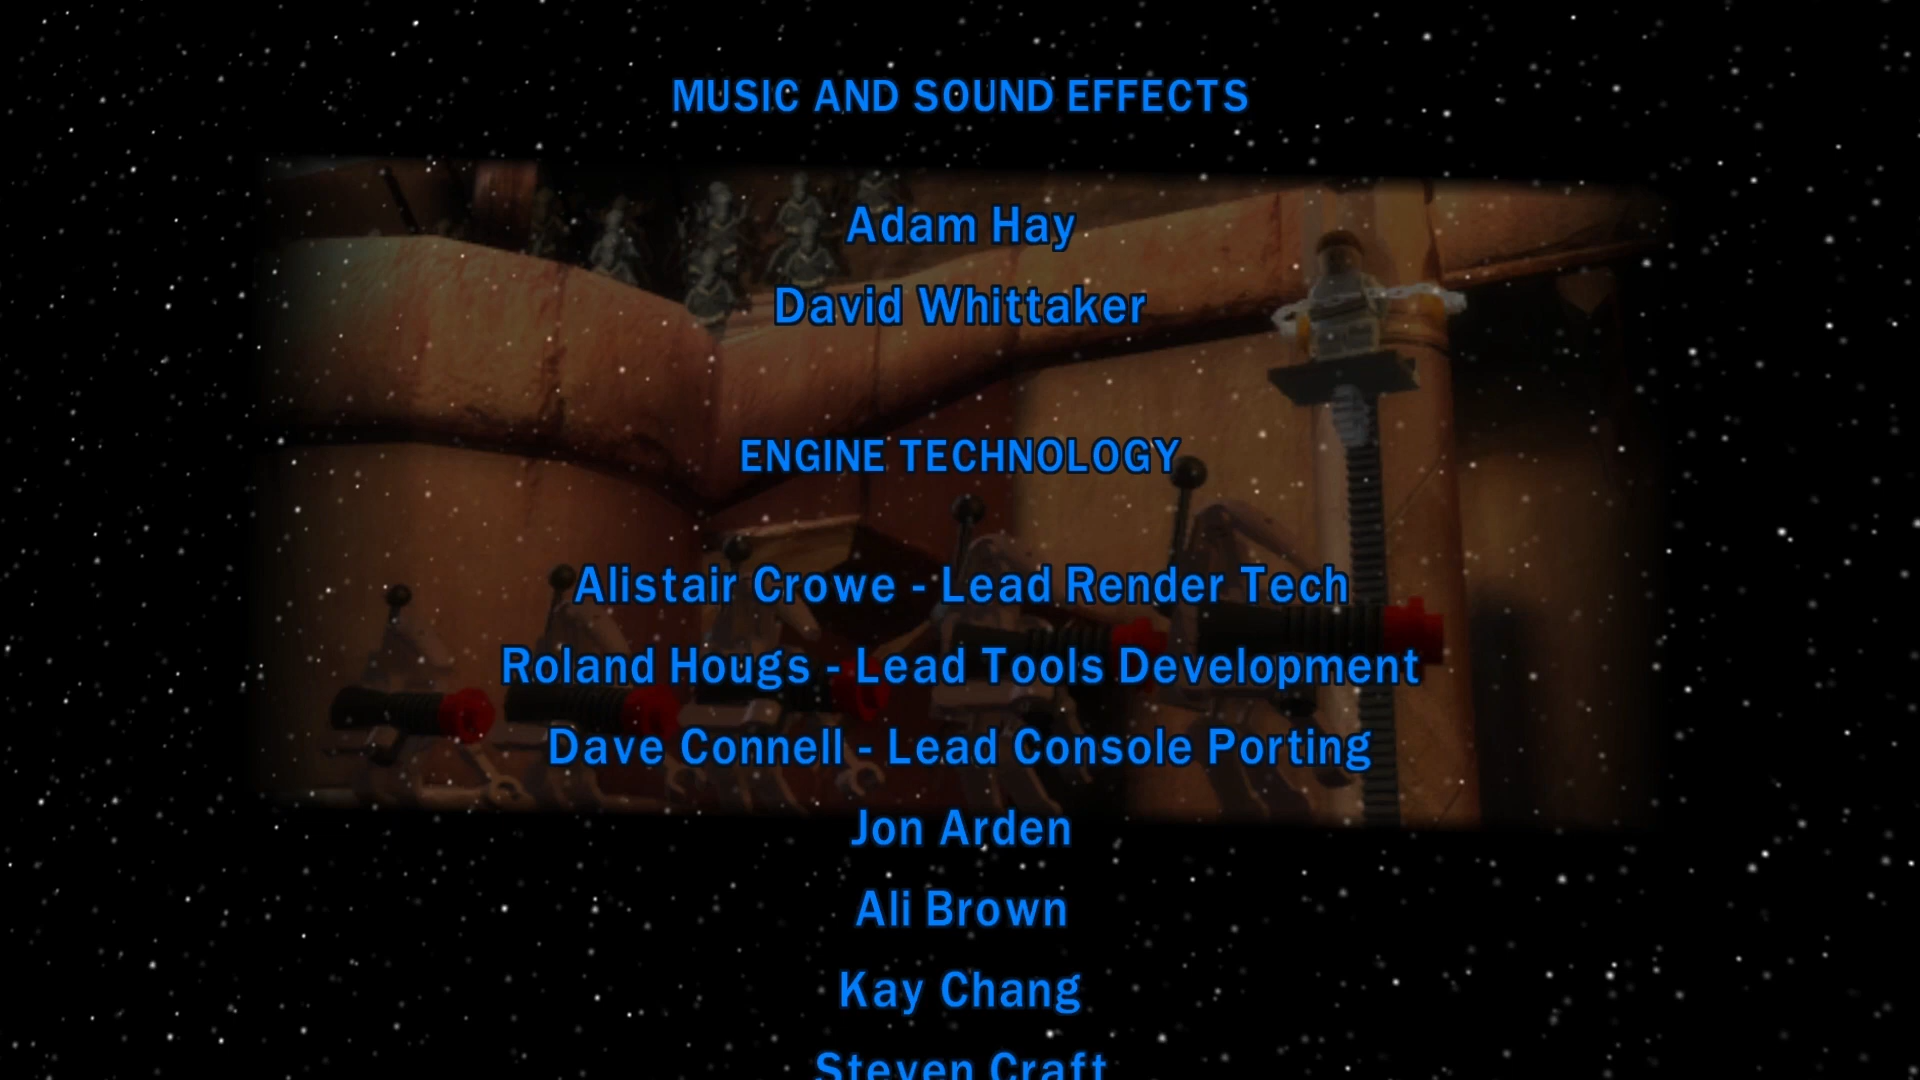 MUSIC AND SOUND EFFECTS
Adam Hay
David Whittaker
ENGINE TECHNOLOGY
Alistair Crowe - Lead Render Tech
Roland Hougs - Lead Tools Development
Dave Connell - Lead Console Porting
Jon Arden
Ali Brown
Kay Chang
Steven Craft